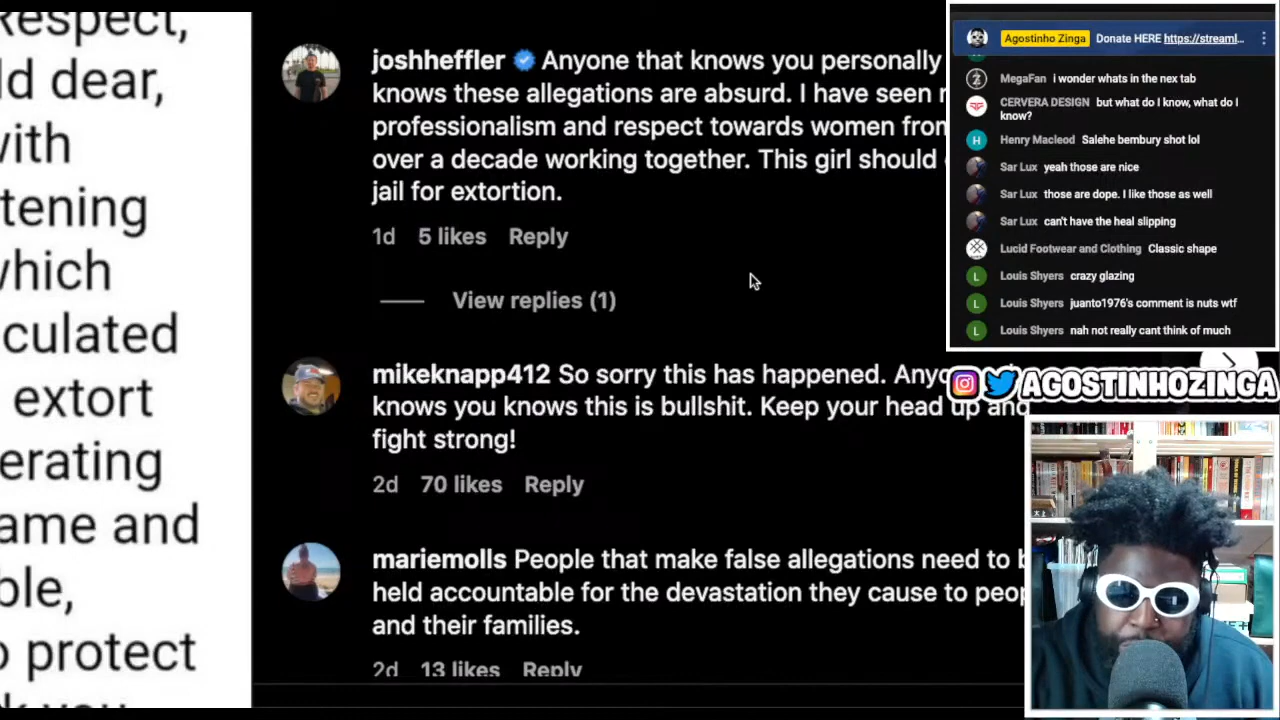 Respect,
ld dear,
with
tening
which
culated
extort
erating
ame and
ble,
o protect
k you
joshheffler Anyone that knows you personally
knows these allegations are absurd. I have seen
professionalism and respect towards women from
over a decade working together. This girl should
jail for extortion.
1d 5 likes Reply
View replies (1)
mikeknapp412 So sorry this has happened.
knows you knows this is bullshit. Keep your head up and
fight strong!
2d 70 likes Reply
mariemolls People that make false allegations need to
held accountable for the devastation they cause to
and their families.
2d 13 likes Reply
Agostinho Zinga Donate HERE https://streaml...
MegaFan i wonder whats in the nex tab
CERVERA DESIGN but what do I know, what do I
know?
Henry Macleod Salehe bembury shot lol
Sar Lux yeah those are nice
Sar Lux those are dope. I like those as well
Sar Lux can't have the heal slipping
Lucid Footwear and Clothing Classic shape
Louis Shyers crazy glazing
Louis Shyers juanto1976's comment is nuts wtf
Louis Shyers nah not really cant think of much
AGOSTINHOZINGA